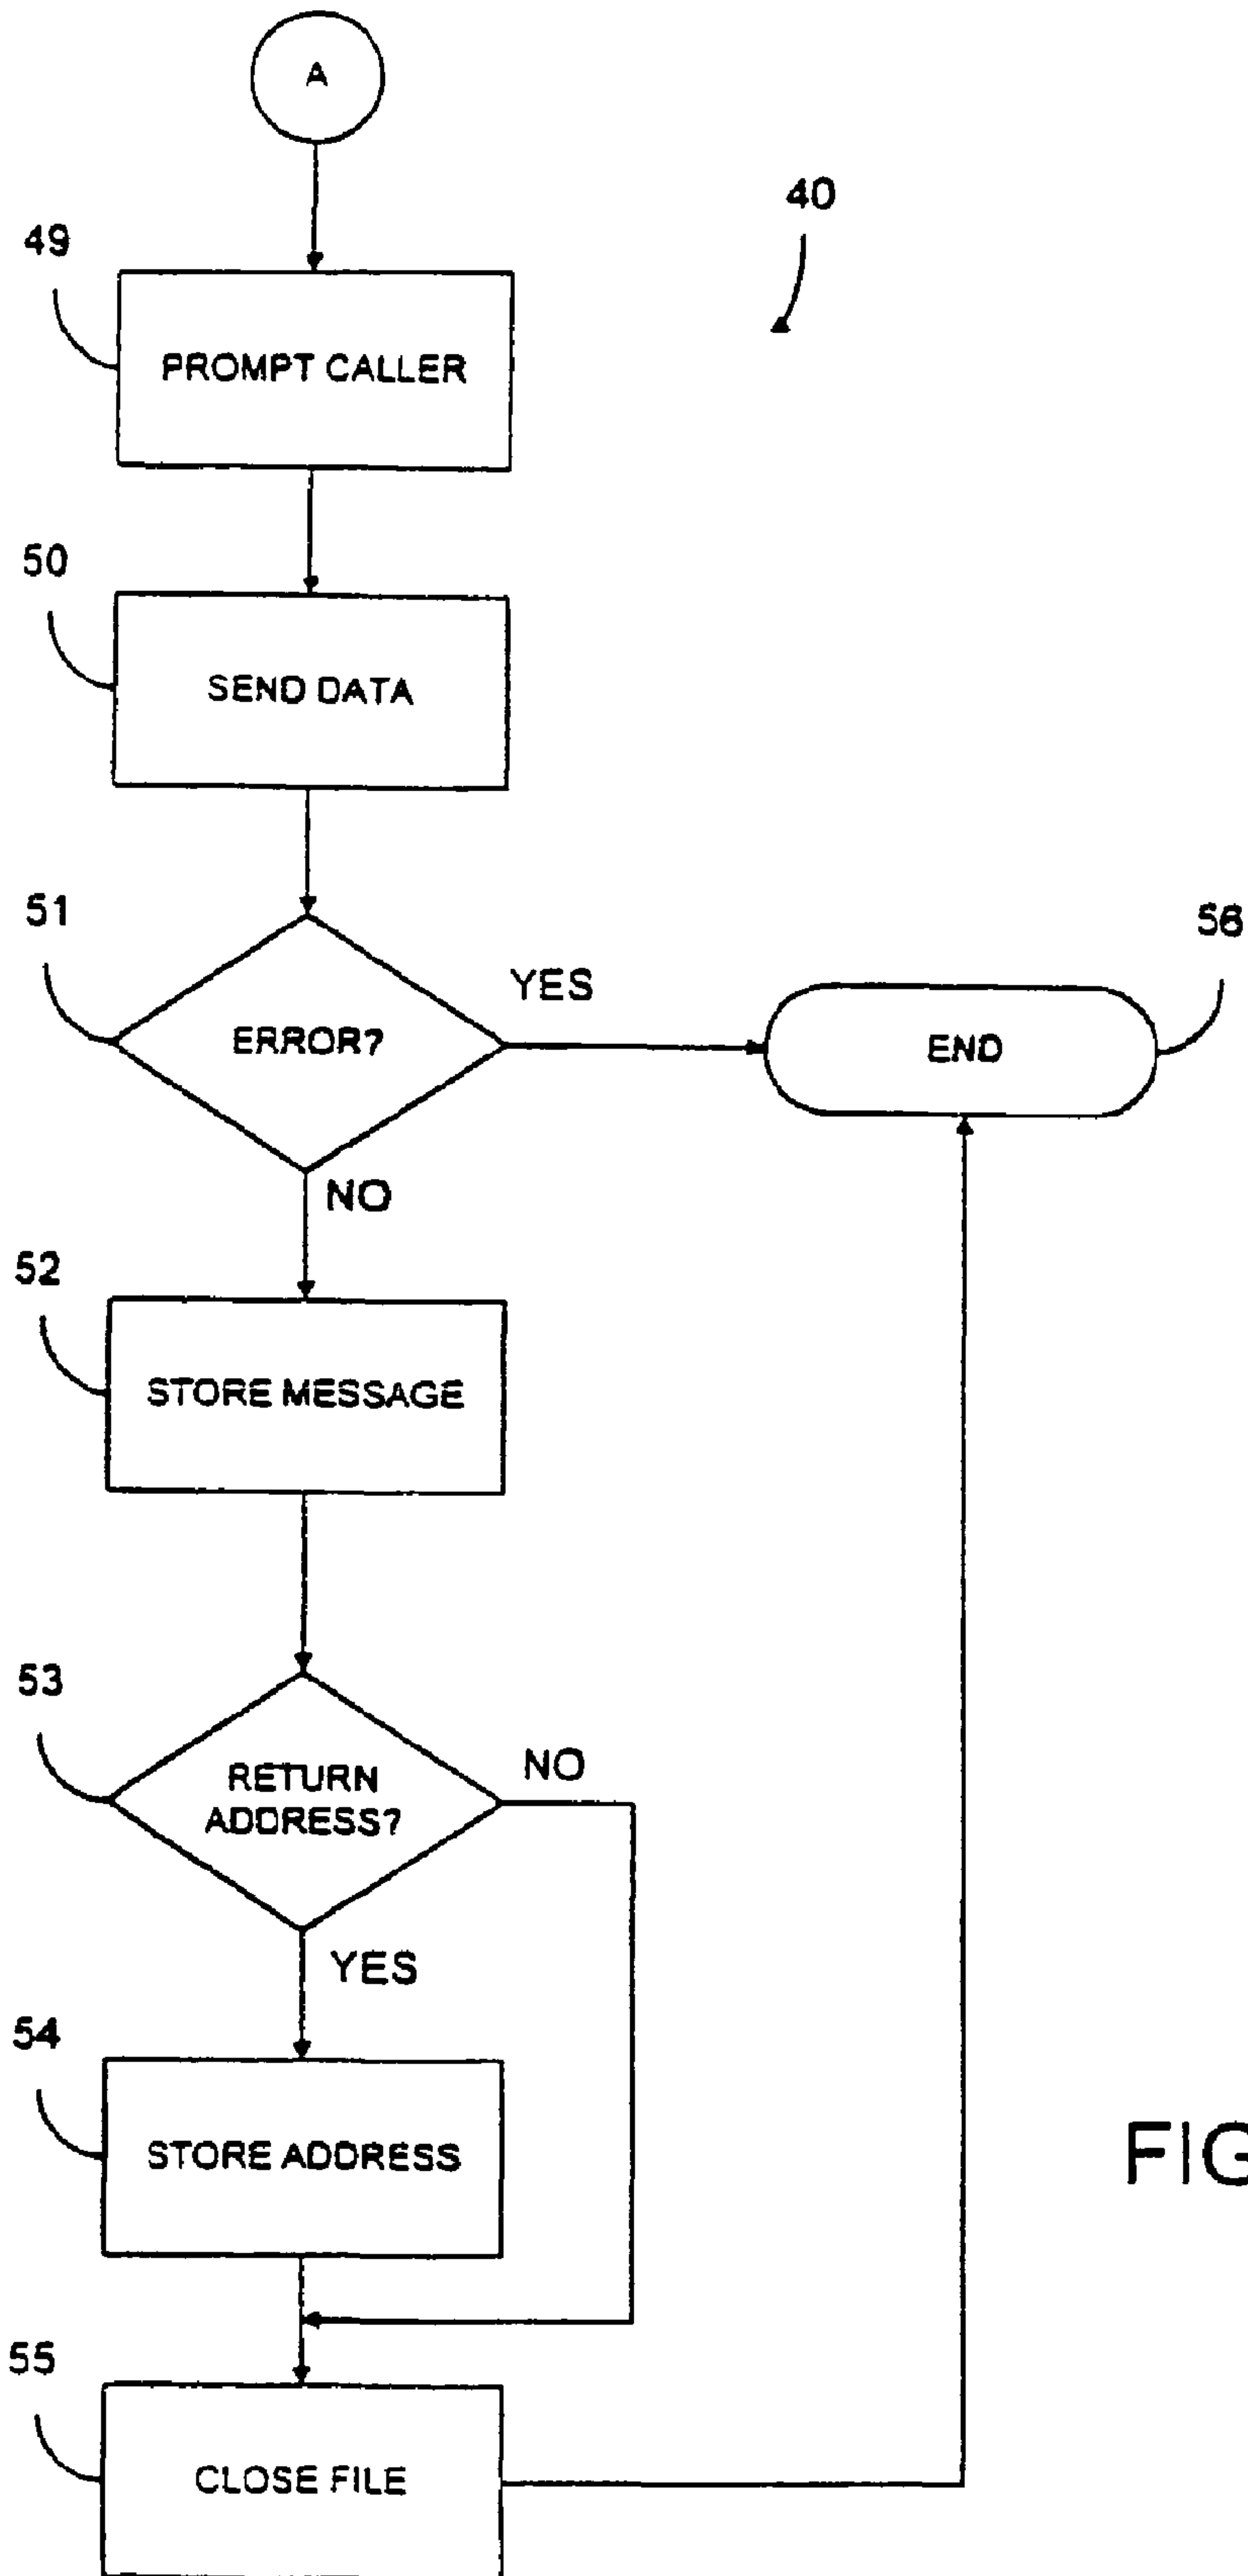 A
40
49
PROMPT CALLER
50
SEND DATA
51
ERROR?
YES
END
56
NO
52
STORE MESSAGE
53
RETURN
ADDRESS?
NO
YES
54
STORE ADDRESS
FIG
55
CLOSE FILE